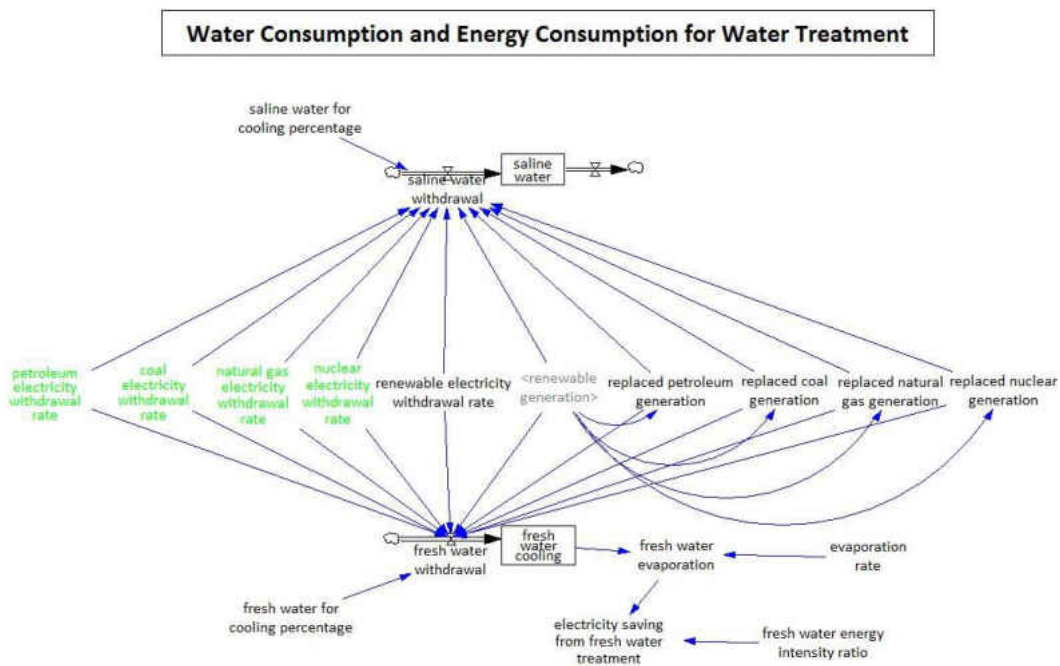 Water Consumption and Energy Consumption for Water Treatment
saline water for
cooling percentage
saline
water
saline water
withdrawal
petroleum
electricity
withdrawal
rate
coal
electricity
withdrawal
rate
natural gas
electricity
withdrawal
rate
nuclear
electricity
withdrawal
rate
renewable electricity
withdrawal rate
<renewable
generation>
replaced petroleum
generation
replaced coal
generation
replaced natural
gas generation
replaced nuclear
generation
fresh
water
cooling
fresh water
withdrawal
fresh water
evaporation
evaporation
rate
fresh water for
cooling percentage
electricity saving
from fresh water
treatment
fresh water energy
intensity ratio